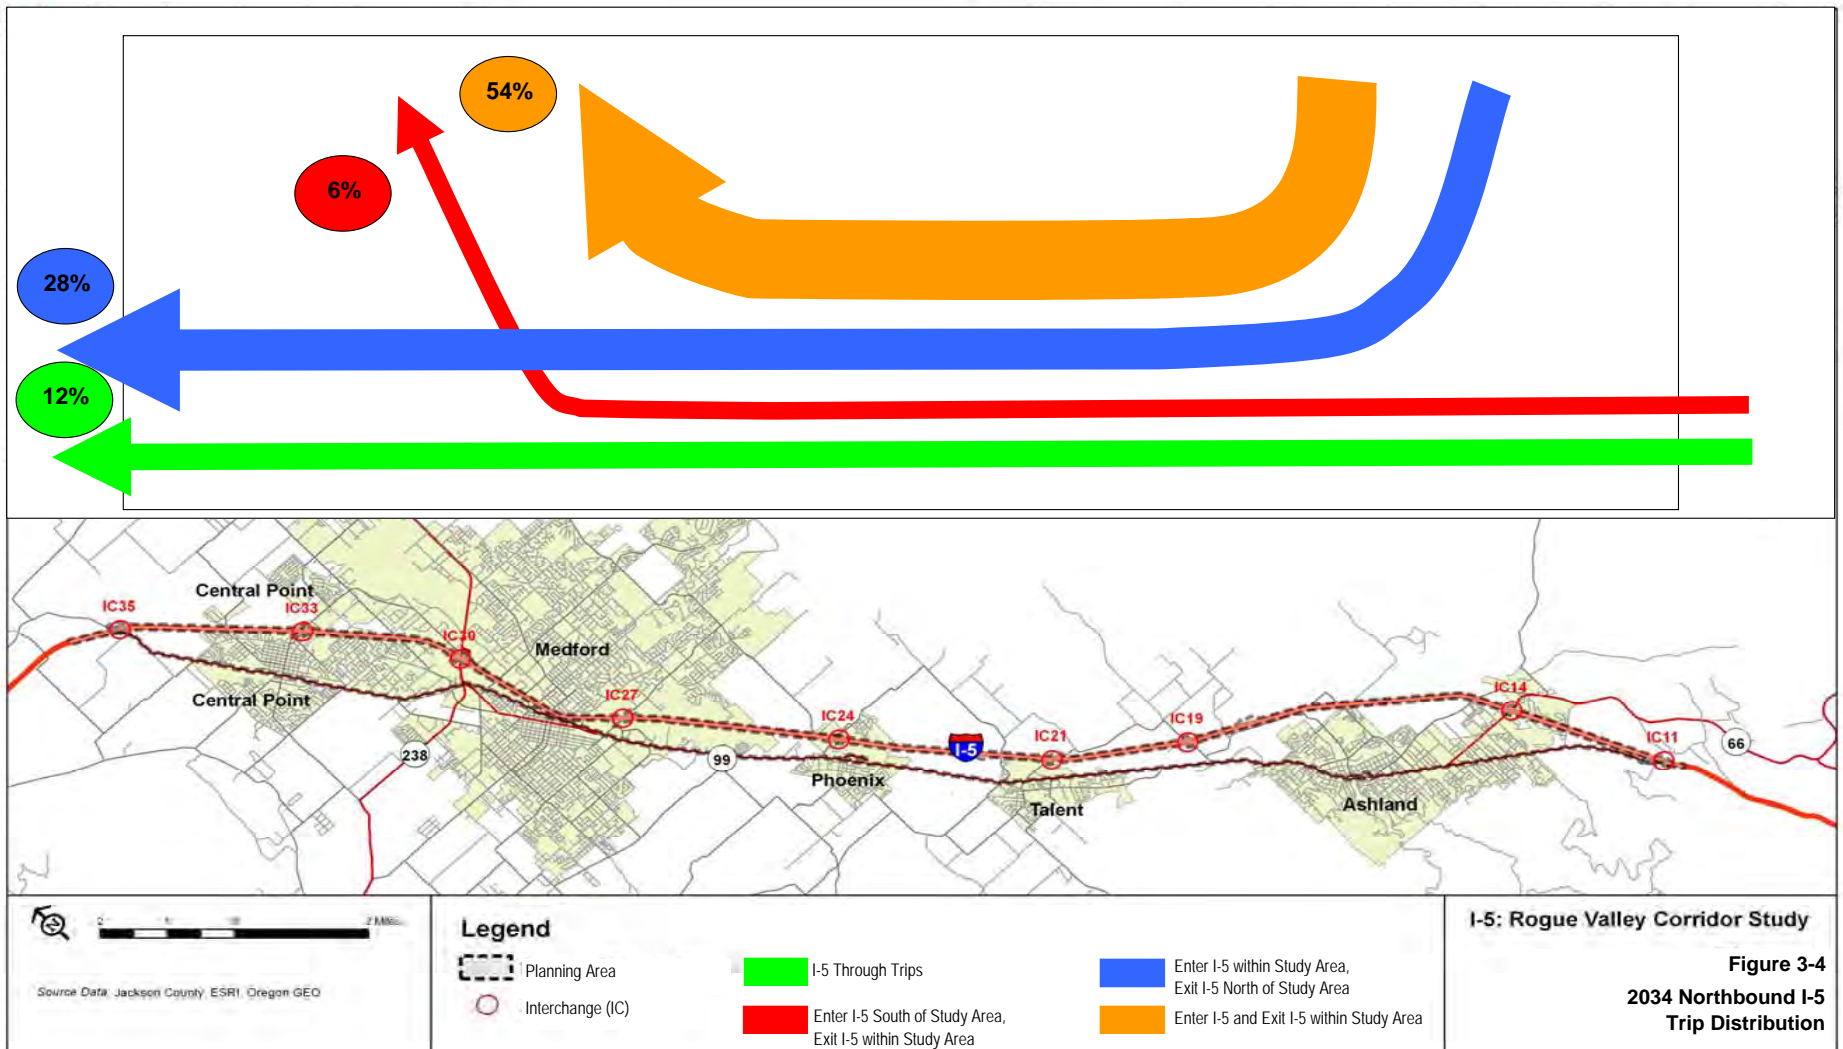 54%
6%
28%
12%
Central Point
IC35
IC33
IC30
Medford
Central Point
IC27
IC24
I-5
IC21
IC19
IC14
IC11
238
99
66
Phoenix
Talent
Ashland
2 Miles
Source Data: Jackson County, ESRI, Oregon GEO
Legend
Planning Area
Interchange (IC)
I-5 Through Trips
Enter I-5 South of Study Area,
Exit I-5 within Study Area
Enter I-5 within Study Area,
Exit I-5 North of Study Area
Enter I-5 and Exit I-5 within Study Area
I-5: Rogue Valley Corridor Study
Figure 3-4
2034 Northbound I-5
Trip Distribution